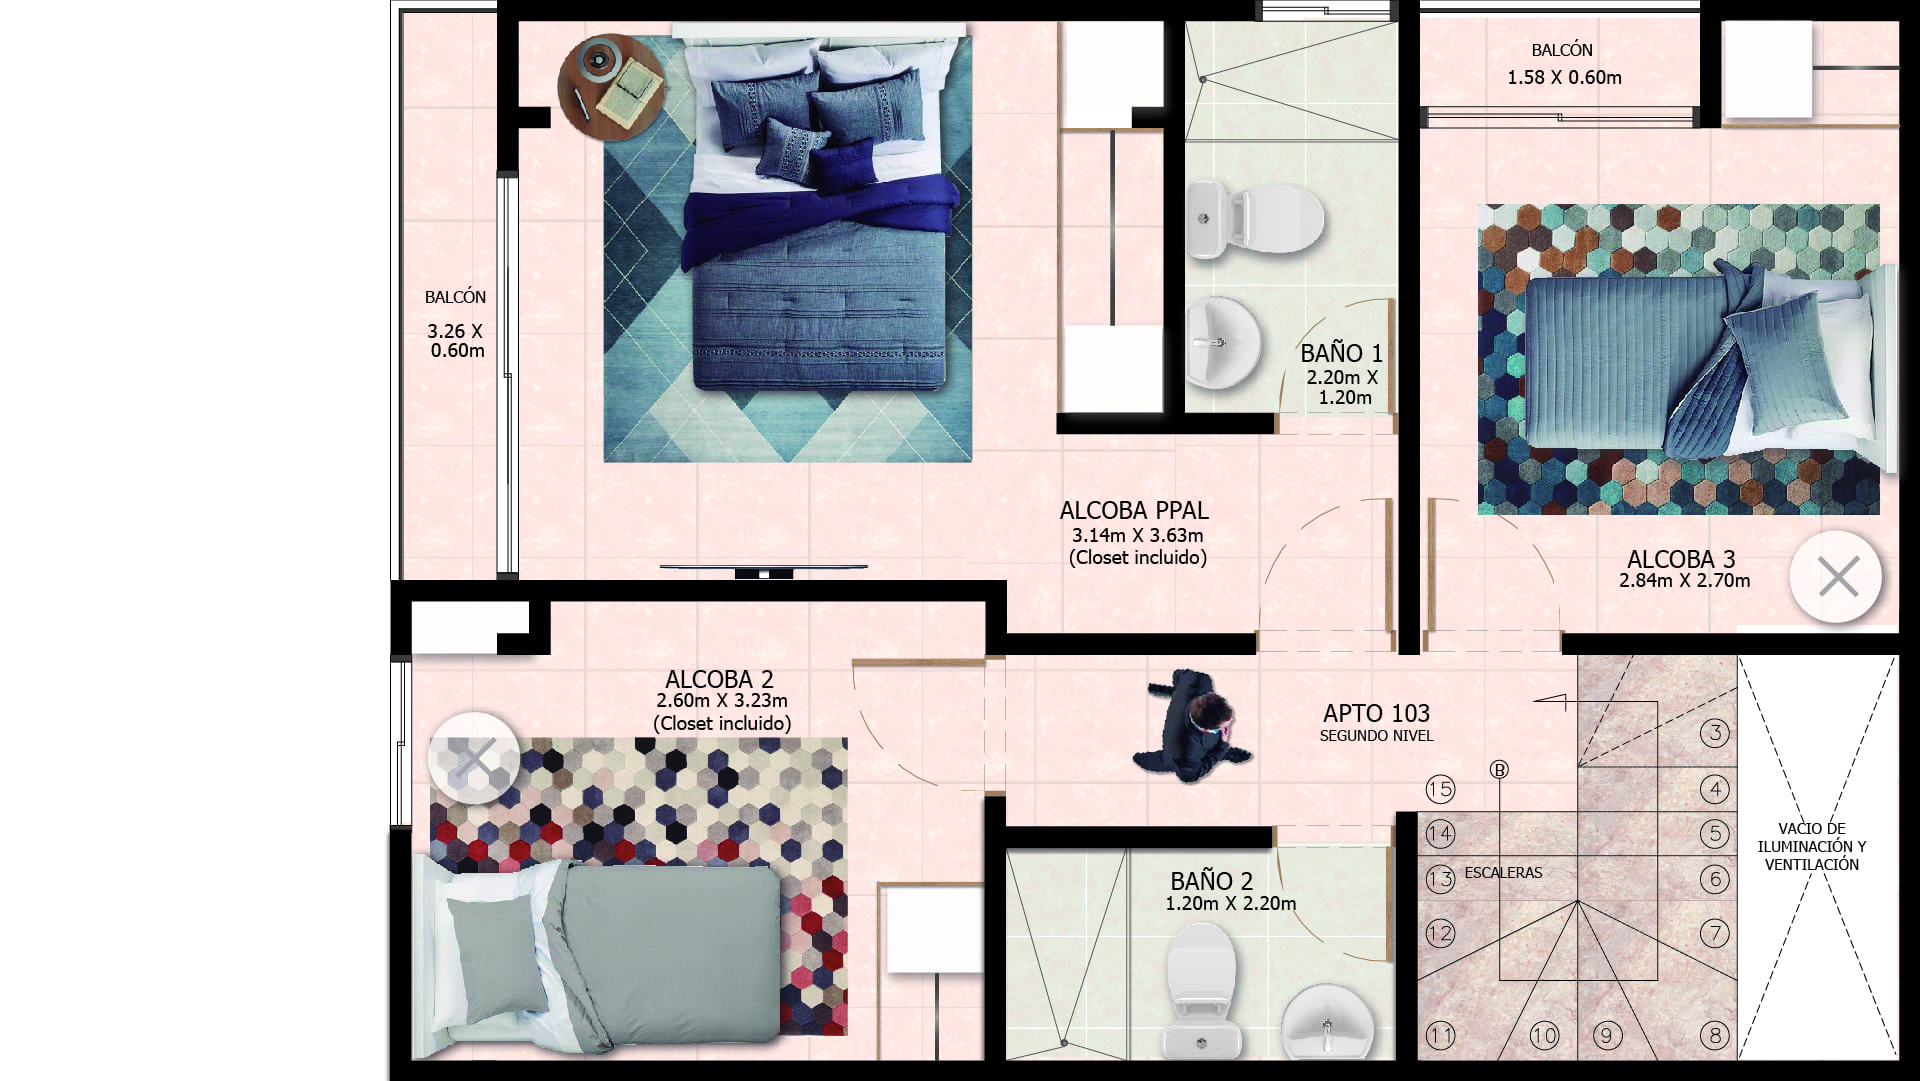 BALCÓN
1.58 X 0.60m
BALCÓN
3.26 X
0.60m
BAÑO 1
2.20m X
1.20m
ALCOBA PPAL
3.14m X 3.63m
(Closet incluido)
ALCOBA 3
2.84m X 2.70m
ALCOBA 2
2.60m X 3.23m
(Closet incluido)
APTO 103
SEGUNDO NIVEL
B
3
15
4
14
5
VACIO DE
ILUMINACIÓN Y
VENTILACIÓN
13
ESCALERAS
6
BAÑO 2
1.20m X 2.20m
12
7
11
10
9
8